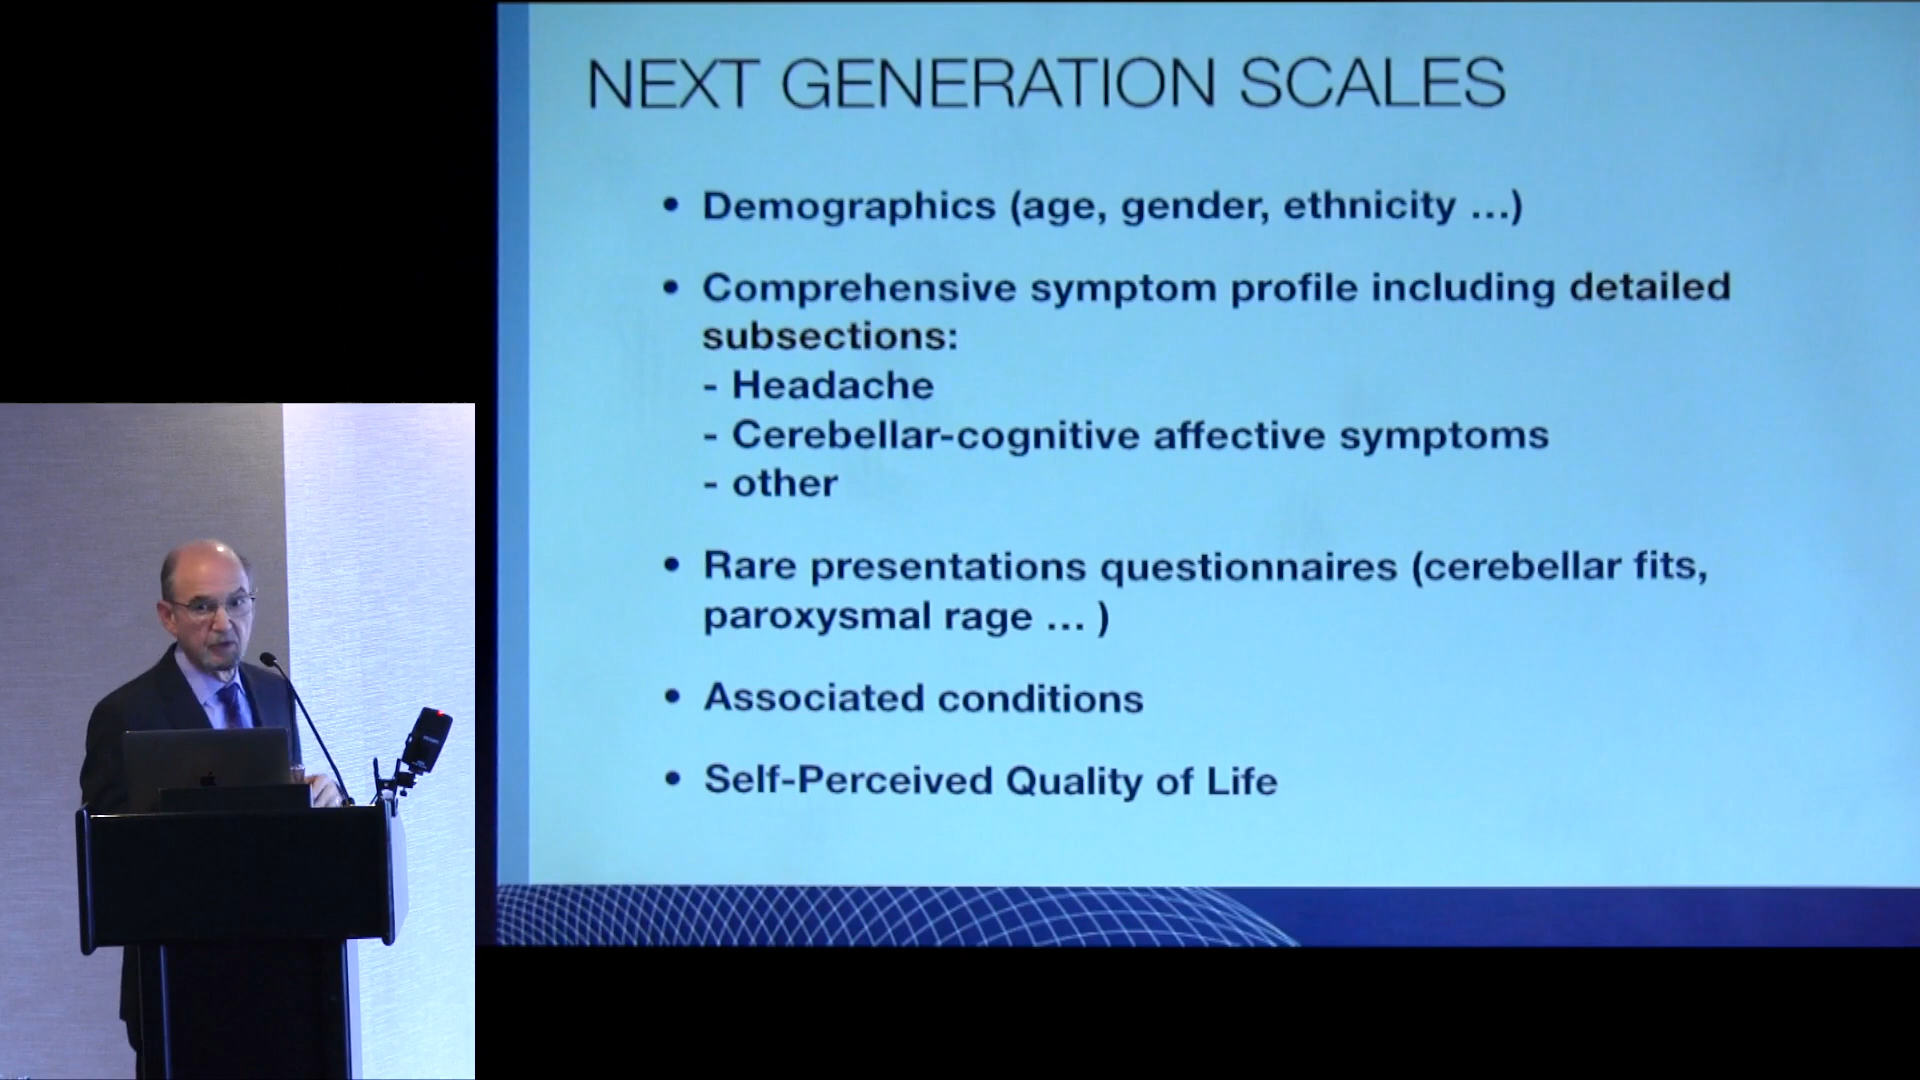 NEXT GENERATION SCALES
• Demographics (age, gender, ethnicity ...)
• Comprehensive symptom profile including detailed
subsections:
- Headache
- Cerebellar-cognitive affective symptoms
- other
• Rare presentations questionnaires (cerebellar fits,
paroxysmal rage ... )
• Associated conditions
• Self-Perceived Quality of Life